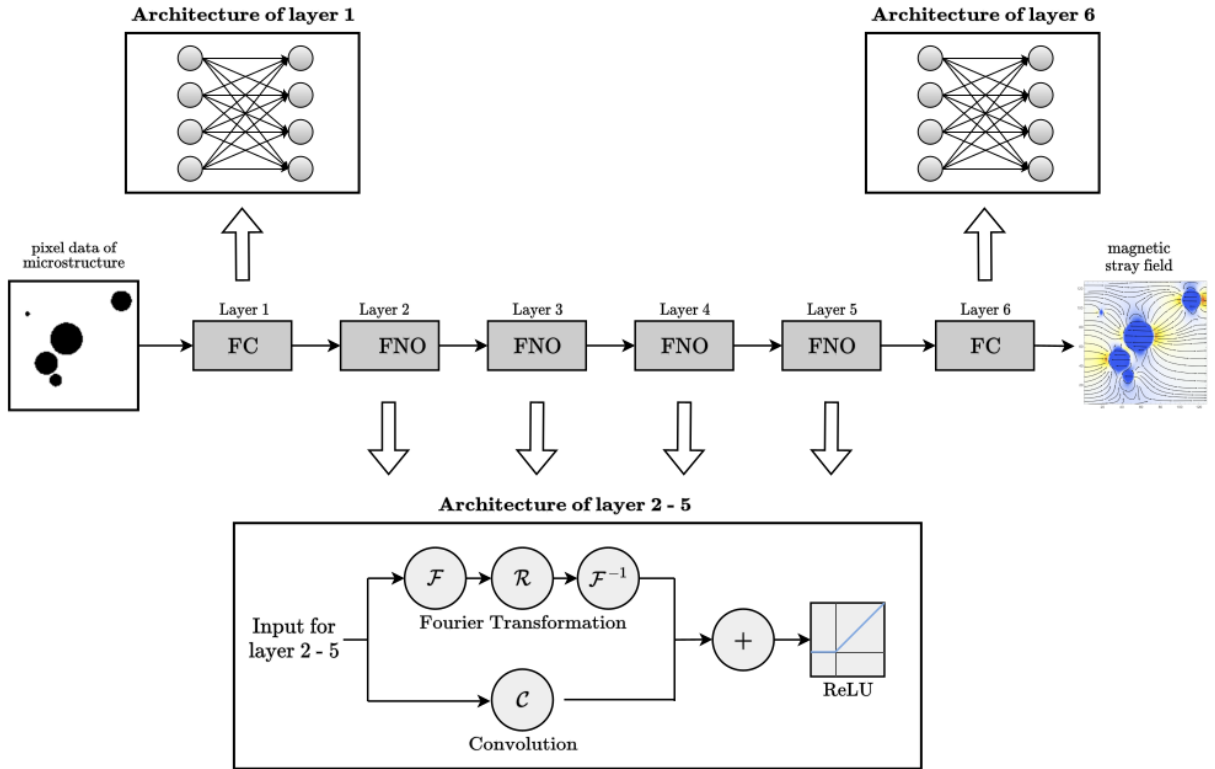 Architecture of layer 1
Architecture of layer 6
pixel data of
microstructure
magnetic
stray field
Layer 1
Layer 2
Layer 3
Layer 4
Layer 5
Layer 6
FC
FNO
FNO
FNO
FNO
FC
Architecture of layer 2 - 5
Input for
layer 2 - 5
ℱ
ℛ
ℱ⁻¹
Fourier Transformation
+
𝒞
Convolution
ReLU